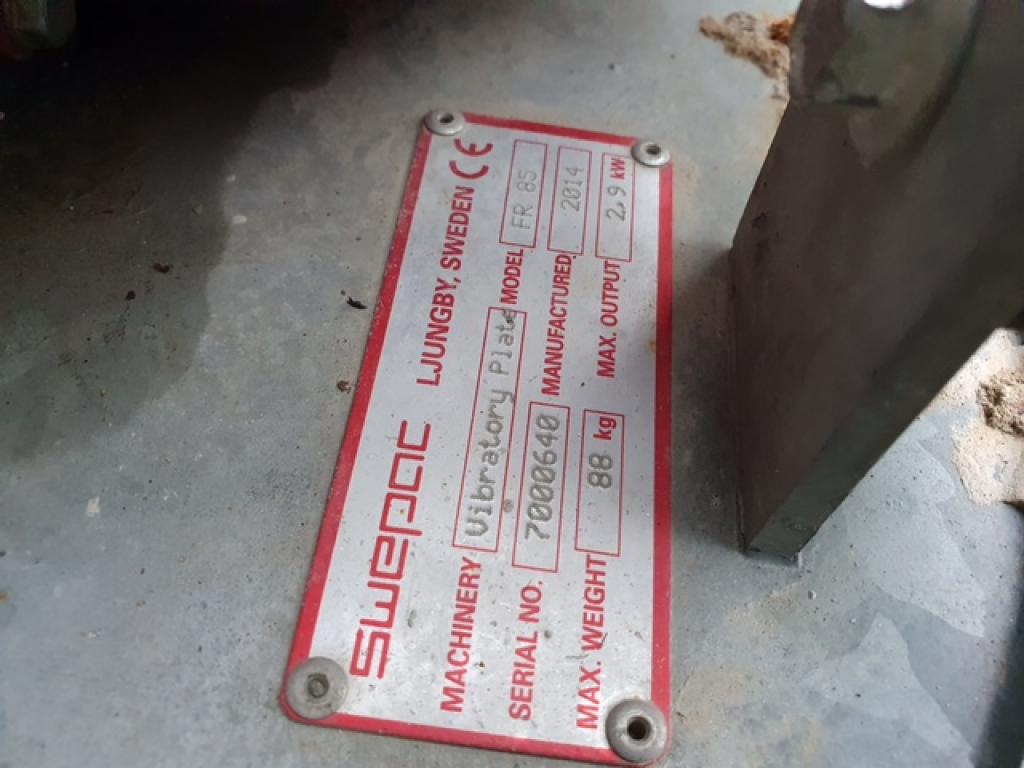 swepac LJUNGBY, SWEDEN CE
MACHINERY Vibratory Plate MODEL FR 85
SERIAL NO. 7000640 MANUFACTURED 2014
MAX. WEIGHT 88 kg MAX. OUTPUT 2,9 kW